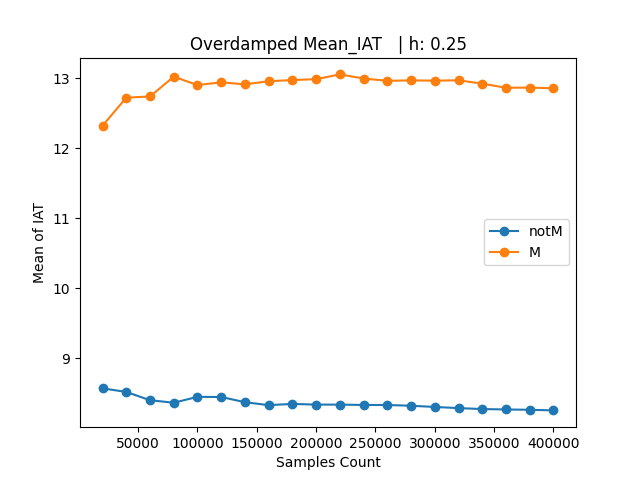 Overdamped Mean_IAT   | h: 0.25
Mean of IAT
13
12
11
10
9
notM
M
50000 100000 150000 200000 250000 300000 350000 400000
Samples Count